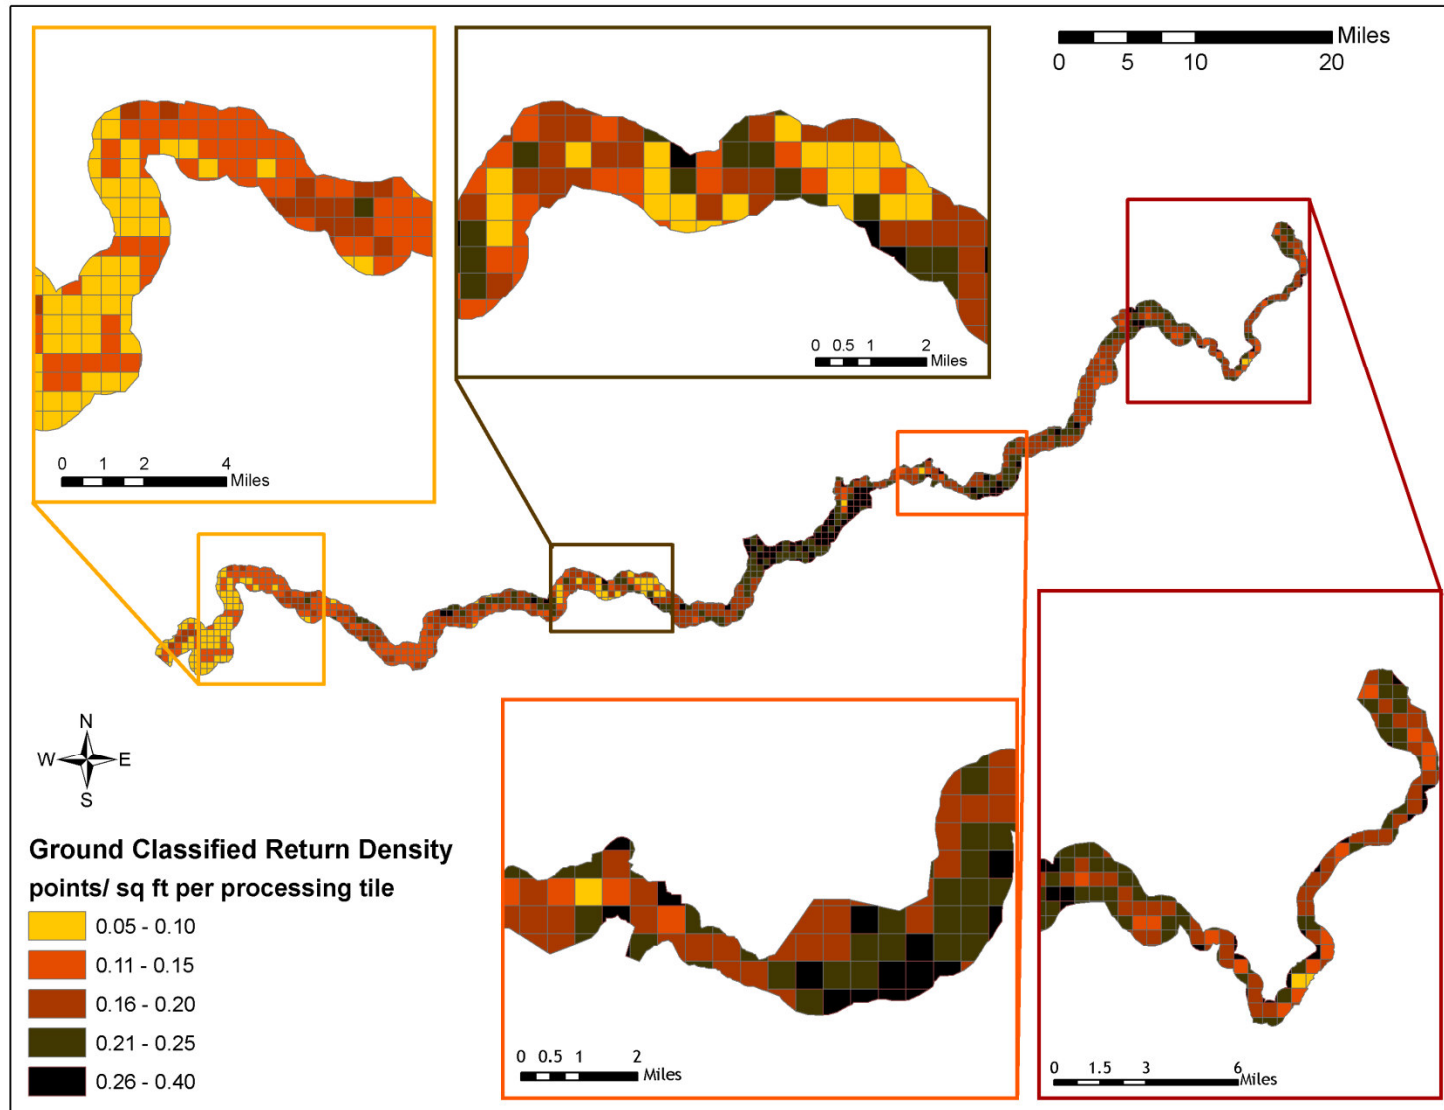 Miles
0 5 10 20
0 0.5 1 2
Miles
0 1 2 4
Miles
N
W E
S
Ground Classified Return Density
points/ sq ft per processing tile
0.05 - 0.10
0.11 - 0.15
0.16 - 0.20
0.21 - 0.25
0.26 - 0.40
0 0.5 1 2
Miles
0 1.5 3 6
Miles